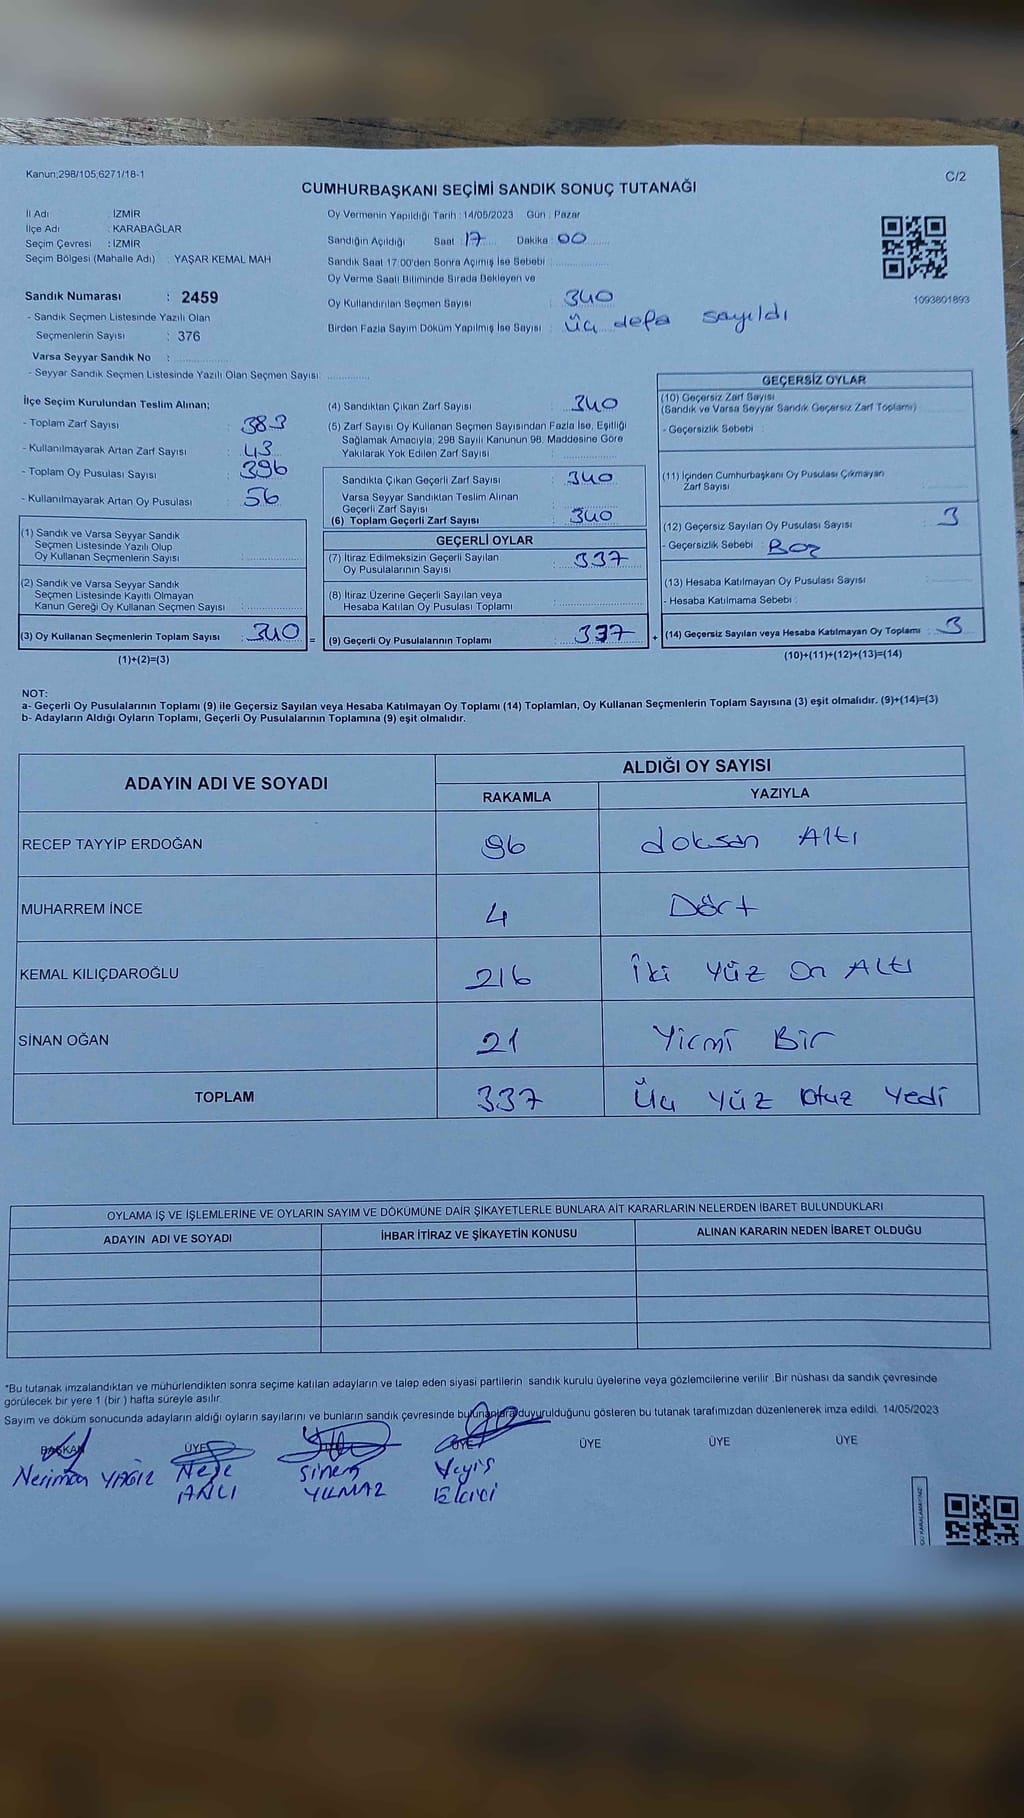 Kanun;298/105;6271/18-1
C/2
CUMHURBAŞKANI SEÇİMİ SANDIK SONUÇ TUTANAĞI
İl Adı : İZMİR
İlçe Adı : KARABAĞLAR
Seçim Çevresi : İZMİR
Seçim Bölgesi (Mahalle Adı) : YAŞAR KEMAL MAH
Sandık Numarası : 2459
- Sandık Seçmen Listesinde Yazılı Olan
Seçmenlerin Sayısı : 376
Varsa Seyyar Sandık No :
- Seyyar Sandık Seçmen Listesinde Yazılı Olan Seçmen Sayısı:
Oy Vermenin Yapıldığı Tarih : 14/05/2023 Gün : Pazar
Sandığın Açıldığı Saat : 17 Dakika : 00
Sandık Saat 17:00'den Sonra Açımış İse Sebebi :
Oy Verme Saati Bitiminde Sırada Bekleyen ve
Oy Kullandırılan Seçmen Sayısı : 340
Birden Fazla Sayım Döküm Yapılmış İse Sayısı : Üç defa sayıldı
1093801893
İlçe Seçim Kurulundan Teslim Alınan;
- Toplam Zarf Sayısı : 383
- Kullanılmayarak Artan Zarf Sayısı : 43
- Toplam Oy Pusulası Sayısı : 396
- Kullanılmayarak Artan Oy Pusulası : 56
(1) Sandık ve Varsa Seyyar Sandık
Seçmen Listesinde Yazılı Olup
Oy Kullanan Seçmenlerin Sayısı :
(2) Sandık ve Varsa Seyyar Sandık
Seçmen Listesinde Kayıtlı Olmayan
Kanun Gereği Oy Kullanan Seçmen Sayısı :
(3) Oy Kullanan Seçmenlerin Toplam Sayısı : 340 =
(1)+(2)=(3)
(4) Sandıktan Çıkan Zarf Sayısı : 340
(5) Zarf Sayısı Oy Kullanan Seçmen Sayısından Fazla İse, Eşitliği
Sağlamak Amacıyla; 298 Sayılı Kanunun 98. Maddesine Göre
Yakılarak Yok Edilen Zarf Sayısı :
Sandıkta Çıkan Geçerli Zarf Sayısı : 340
Varsa Seyyar Sandıktan Teslim Alınan
Geçerli Zarf Sayısı :
(6) Toplam Geçerli Zarf Sayısı : 340
GEÇERLİ OYLAR
(7) İtiraz Edilmeksizin Geçerli Sayılan
Oy Pusulalarının Sayısı : 337
(8) İtiraz Üzerine Geçerli Sayılan veya
Hesaba Katılan Oy Pusulası Toplamı :
(9) Geçerli Oy Pusulalarının Toplamı : 337 +
GEÇERSİZ OYLAR
(10) Geçersiz Zarf Sayısı
(Sandık ve Varsa Seyyar Sandık Geçersiz Zarf Toplamı)
- Geçersizlik Sebebi :
(11) İçinden Cumhurbaşkanı Oy Pusulası Çıkmayan
Zarf Sayısı
(12) Geçersiz Sayılan Oy Pusulası Sayısı 3
- Geçersizlik Sebebi : Boz
(13) Hesaba Katılmayan Oy Pusulası Sayısı
- Hesaba Katılmama Sebebi :
(14) Geçersiz Sayılan veya Hesaba Katılmayan Oy Toplamı : 3
(10)+(11)+(12)+(13)=(14)
NOT:
a- Geçerli Oy Pusulalarının Toplamı (9) ile Geçersiz Sayılan veya Hesaba Katılmayan Oy Toplamı (14) Toplamları, Oy Kullanan Seçmenlerin Toplam Sayısına (3) eşit olmalıdır. (9)+(14)=(3)
b- Adayların Aldığı Oyların Toplamı, Geçerli Oy Pusulalarının Toplamına (9) eşit olmalıdır.
ADAYIN ADI VE SOYADI
ALDIĞI OY SAYISI
RAKAMLA YAZIYLA
RECEP TAYYİP ERDOĞAN 96 doksan Altı
MUHARREM İNCE 4 Dört
KEMAL KILIÇDAROĞLU 216 İki Yüz On Altı
SİNAN OĞAN 21 Yirmi Bir
TOPLAM 337 Üç Yüz Otuz Yedi
OYLAMA İŞ VE İŞLEMLERİNE VE OYLARIN SAYIM VE DÖKÜMÜNE DAİR ŞİKAYETLERLE BUNLARA AİT KARARLARIN NELERDEN İBARET BULUNDUKLARI
ADAYIN ADI VE SOYADI İHBAR İTİRAZ VE ŞİKAYETİN KONUSU ALINAN KARARIN NEDEN İBARET OLDUĞU
*Bu tutanak imzalandıktan ve mühürlendikten sonra seçime katılan adayların ve talep eden siyasi partilerin sandık kurulu üyelerine veya gözlemcilerine verilir .Bir nüshası da sandık çevresinde
görülecek bir yere 1 (bir ) hafta süreyle asılır.
Sayım ve döküm sonucunda adayların aldığı oyların sayılarını ve bunların sandık çevresinde bulunanlara duyurulduğunu gösteren bu tutanak tarafımızdan düzenlenerek imza edildi. 14/05/2023
BAŞKAN ÜYE ÜYE ÜYE ÜYE ÜYE
Neriman YAĞIZ Neşe Sinem Veyis
ANLI YILMAZ Ekici